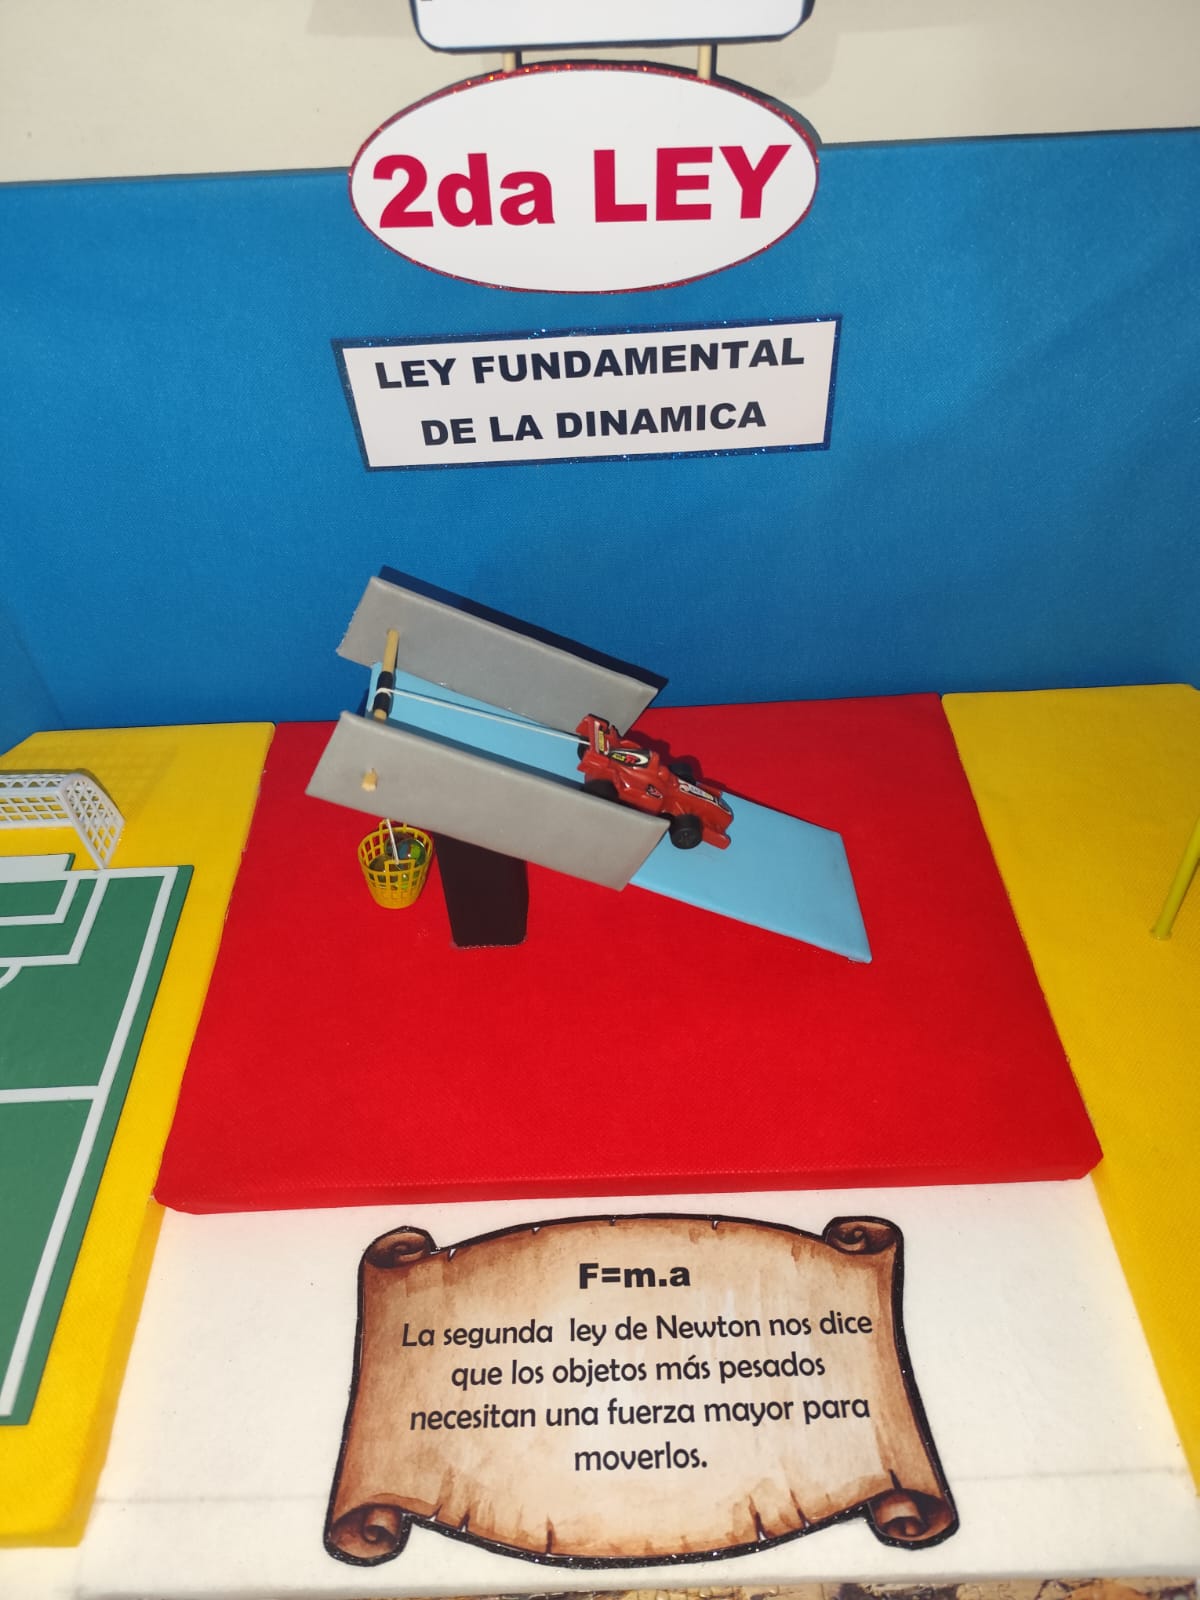 2da LEY
LEY FUNDAMENTAL
DE LA DINAMICA
F=m.a
La segunda ley de Newton nos dice
que los objetos más pesados
necesitan una fuerza mayor para
moverlos.